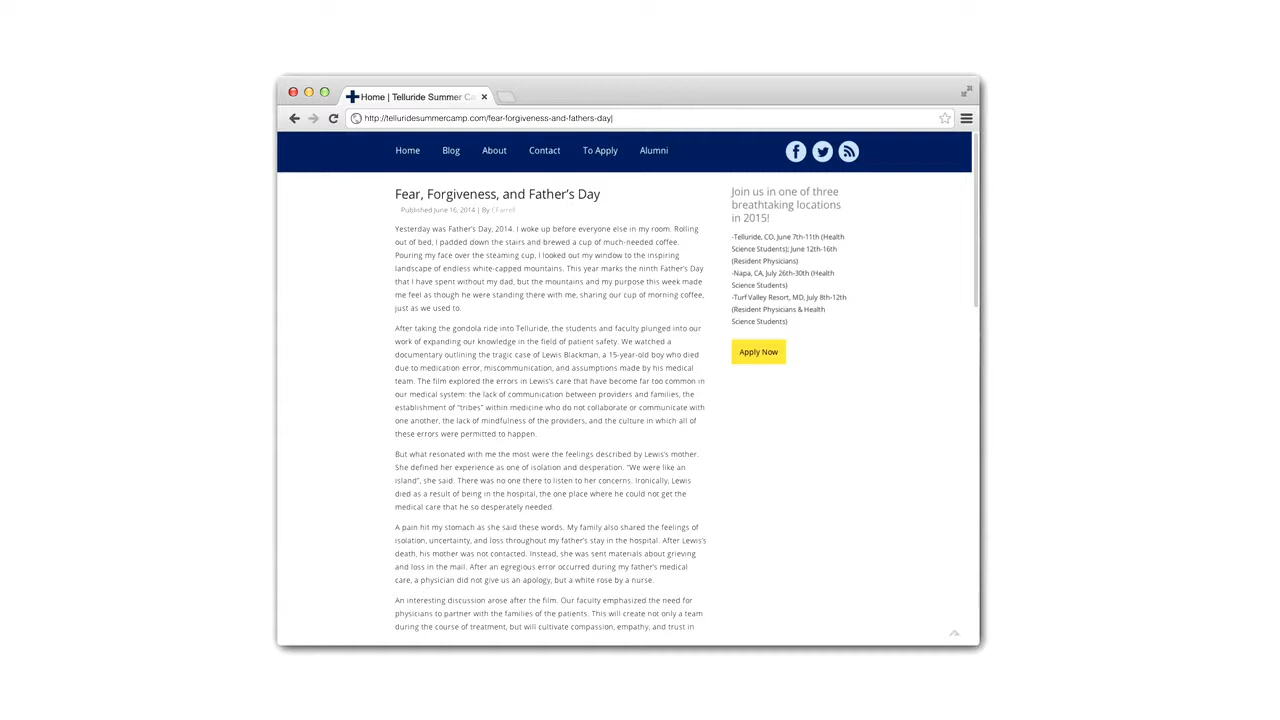 Home | Telluride Summer Ca
http://telluridesummercamp.com/fear-forgiveness-and-fathers-day
Home Blog About Contact To Apply Alumni
Fear, Forgiveness, and Father's Day
Published June 16, 2014 | By CFarrell
Yesterday was Father's Day, 2014. I woke up before everyone else in my room. Rolling
out of bed, I padded down the stairs and brewed a cup of much-needed coffee.
Pouring my face over the steaming cup, I looked out my window to the inspiring
landscape of endless white-capped mountains. This year marks the ninth Father's Day
that I have spent without my dad, but the mountains and my purpose this week made
me feel as though he were standing there with me, sharing our cup of morning coffee,
just as we used to.
After taking the gondola ride into Telluride, the students and faculty plunged into our
work of expanding our knowledge in the field of patient safety. We watched a
documentary outlining the tragic case of Lewis Blackman, a 15-year-old boy who died
due to medication error, miscommunication, and assumptions made by his medical
team. The film explored the errors in Lewis's care that have become far too common in
our medical system: the lack of communication between providers and families, the
establishment of "tribes" within medicine who do not collaborate or communicate with
one another, the lack of mindfulness of the providers, and the culture in which all of
these errors were permitted to happen.
But what resonated with me the most were the feelings described by Lewis's mother.
She defined her experience as one of isolation and desperation. "We were like an
island", she said. There was no one there to listen to her concerns. Ironically, Lewis
died as a result of being in the hospital, the one place where he could not get the
medical care that he so desperately needed.
A pain hit my stomach as she said these words. My family also shared the feelings of
isolation, uncertainty, and loss throughout my father's stay in the hospital. After Lewis's
death, his mother was not contacted. Instead, she was sent materials about grieving
and loss in the mail. After an egregious error occurred during my father's medical
care, a physician did not give us an apology, but a white rose by a nurse.
An interesting discussion arose after the film. Our faculty emphasized the need for
physicians to partner with the families of the patients. This will create not only a team
during the course of treatment, but will cultivate compassion, empathy, and trust in
Join us in one of three
breathtaking locations
in 2015!
-Telluride, CO, June 7th-11th (Health
Science Students); June 12th-16th
(Resident Physicians)
-Napa, CA, July 26th-30th (Health
Science Students)
-Turf Valley Resort, MD, July 8th-12th
(Resident Physicians & Health
Science Students)
Apply Now